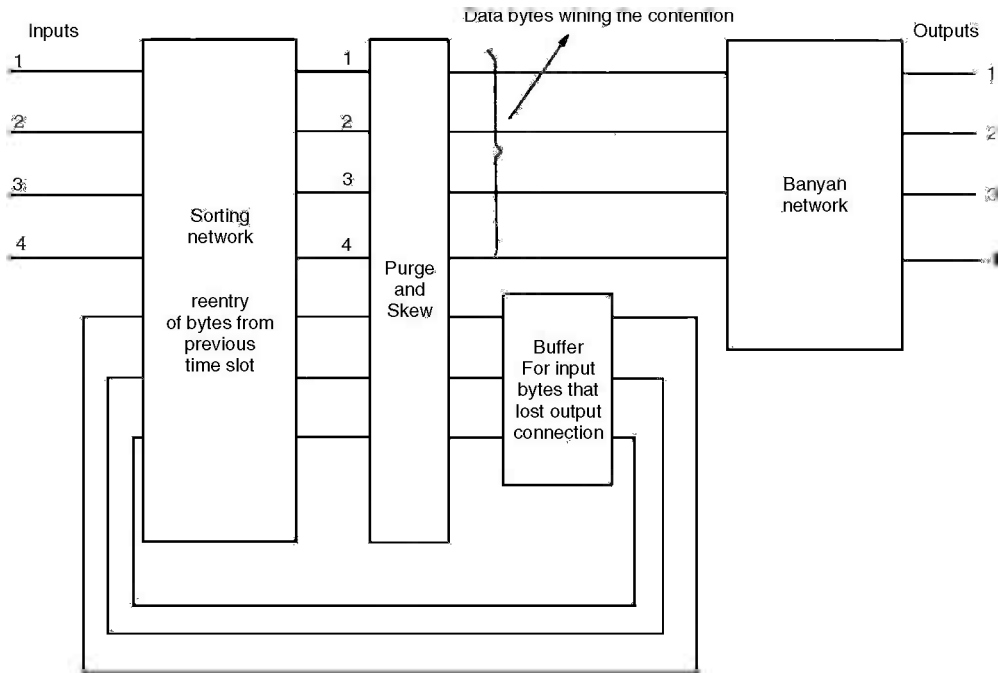 Data bytes wining the contention
Inputs
Outputs
1
2
3
4
1
2
3
4
1
2
3
Sorting
network
reentry
of bytes from
previous
time slot
Purge
and
Skew
Buffer
For input
bytes that
lost output
connection
Banyan
network